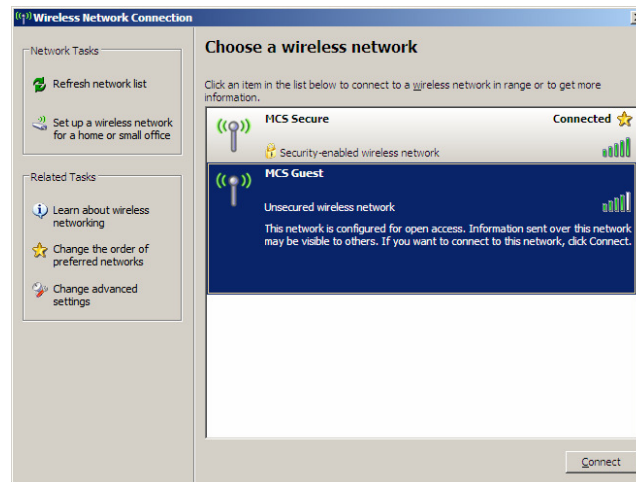 Wireless Network Connection
Network Tasks
Refresh network list
Set up a wireless network
for a home or small office
Related Tasks
Learn about wireless
networking
Change the order of
preferred networks
Change advanced
settings
Choose a wireless network
Click an item in the list below to connect to a wireless network in range or to get more
information.
MCS Secure
Connected
Security-enabled wireless network
MCS Guest
Unsecured wireless network
This network is configured for open access. Information sent over this network
may be visible to others. If you want to connect to this network, click Connect.
Connect